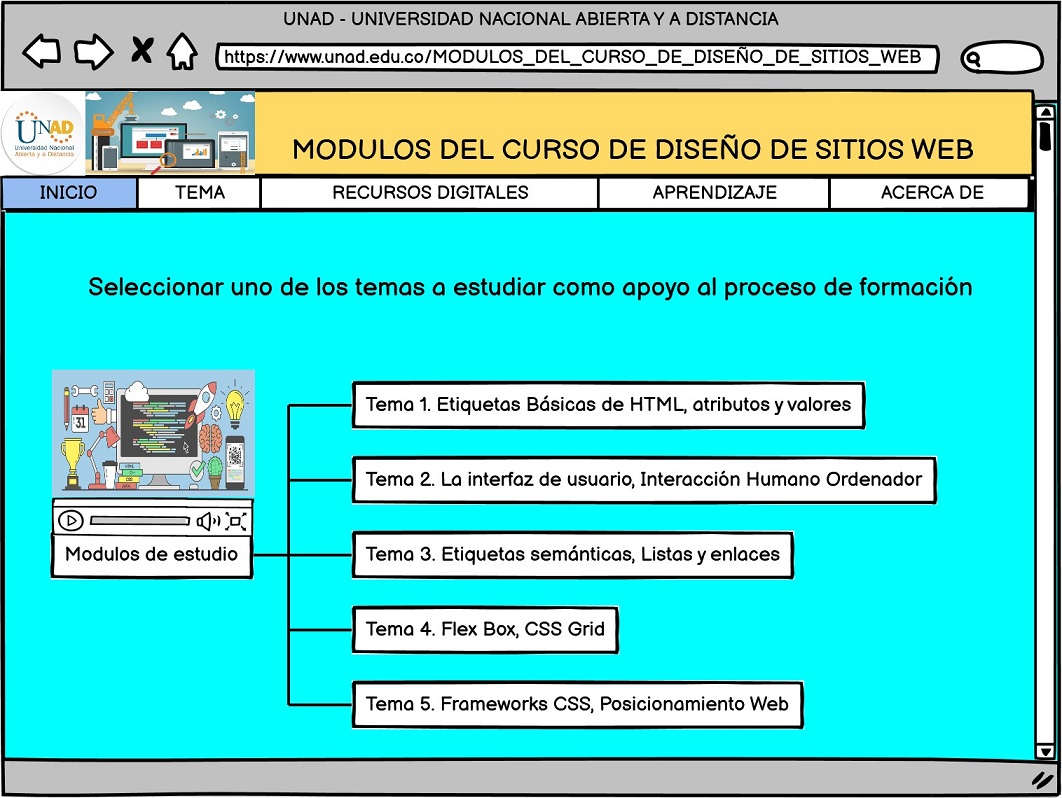 UNAD - UNIVERSIDAD NACIONAL ABIERTA Y A DISTANCIA
https://www.unad.edu.co/MODULOS_DEL_CURSO_DE_DISEÑO_DE_SITIOS_WEB
UNAD
Universidad Nacional
Abierta y a Distancia
MODULOS DEL CURSO DE DISEÑO DE SITIOS WEB
INICIO
TEMA
RECURSOS DIGITALES
APRENDIZAJE
ACERCA DE
Seleccionar uno de los temas a estudiar como apoyo al proceso de formación
31
HTML
C++
CSS
Modulos de estudio
Tema 1. Etiquetas Básicas de HTML, atributos y valores
Tema 2. La interfaz de usuario, Interacción Humano Ordenador
Tema 3. Etiquetas semánticas, Listas y enlaces
Tema 4. Flex Box, CSS Grid
Tema 5. Frameworks CSS, Posicionamiento Web